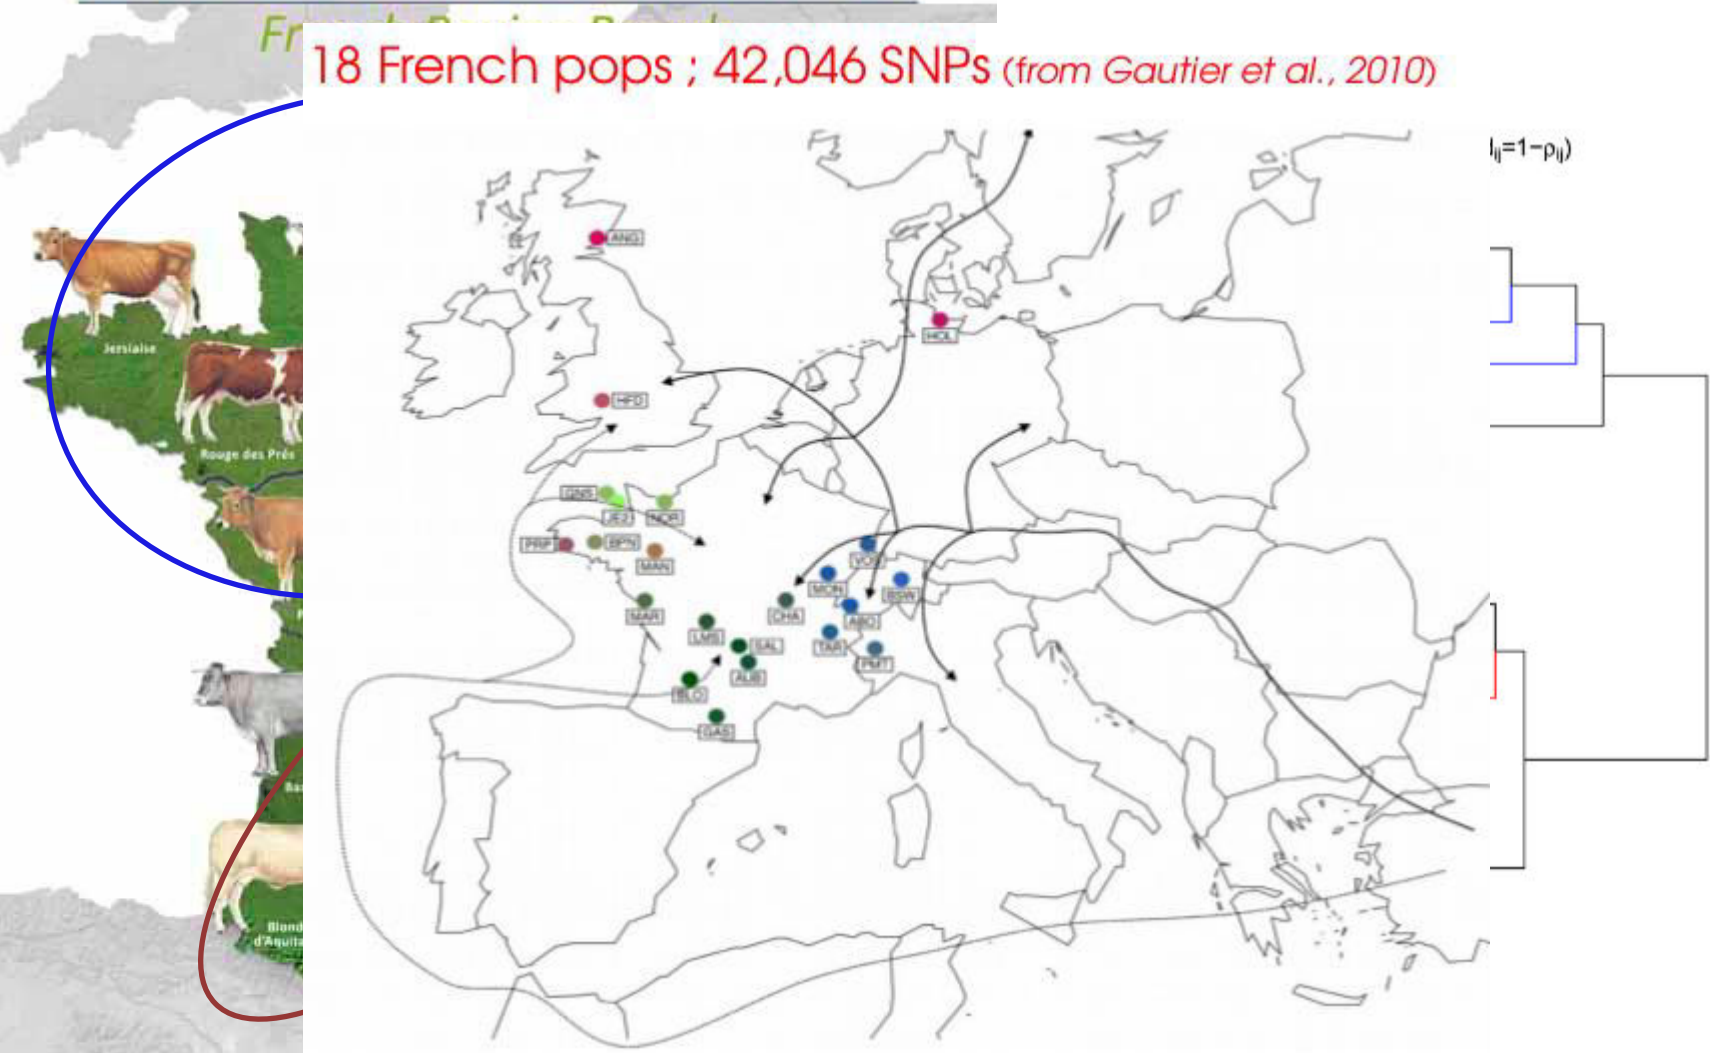 18 French pops ; 42,046 SNPs (from Gautier et al., 2010)
=1−ρij)
ANG
HOL
Jersiaise
HFD
Rouge des Prés
GNS
JEJ
NOR
PRP
BPN
MAN
VOS
MON
BSW
MAR
CHA
ABO
LMS
SAL
TAR
PMT
AUB
BLO
GAS
Blond
d'Aquita